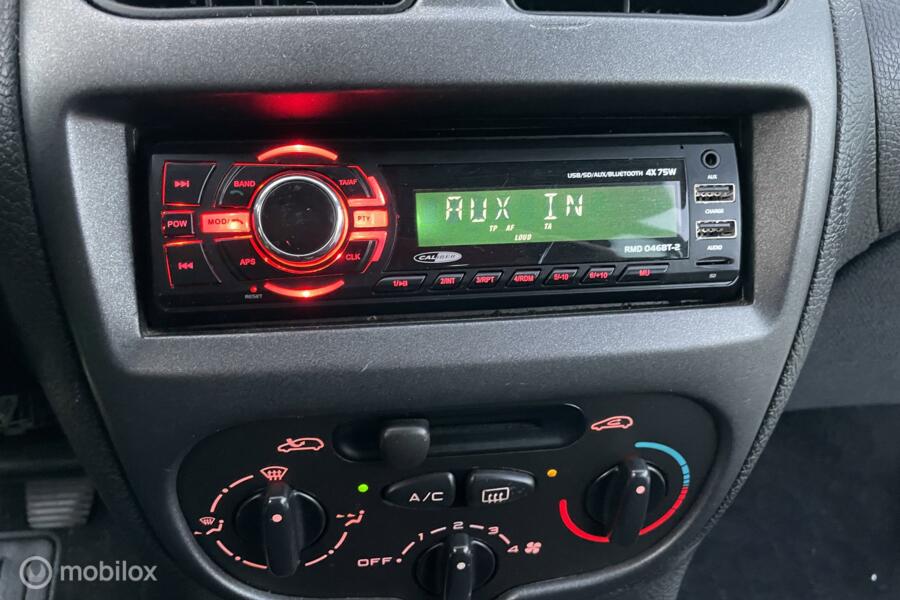 USB/SD/AUX/BLUETOOTH 4X75W
AUX
BAND
TA/AF
POW
PTY
AUX IN
TP AF TA
LOUD
CHARGE
APS
CLK
CALIBER
RMD 046BT-2
AUDIO
RESET
1/▶II
2/INT
3/RPT
4/RDM
5/-10
6/+10
MU
SD
A/C
OFF
1
2
3
4
mobilox